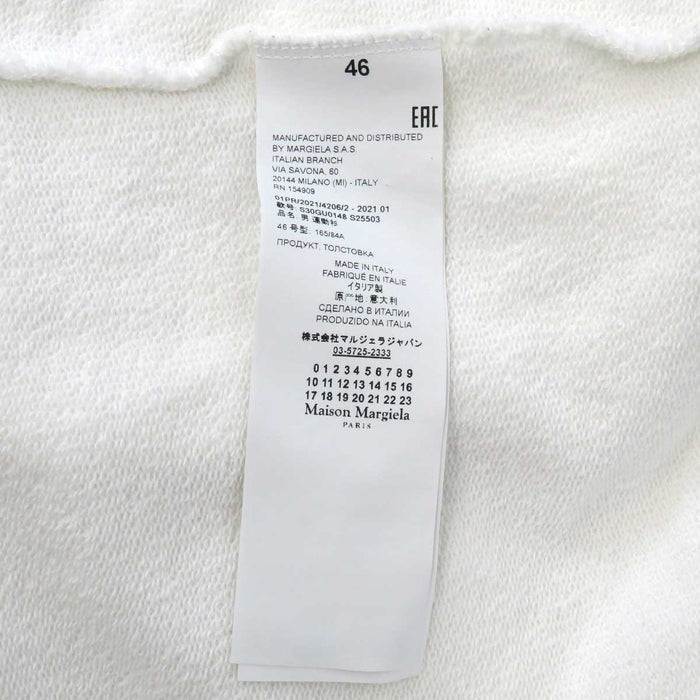 46
EAC
MANUFACTURED AND DISTRIBUTED
BY MARGIELA S.A.S.
ITALIAN BRANCH
VIA SAVONA, 60
20144 MILANO (MI) - ITALY
RN 154909
01PR/2021/4206/2 - 2021 01
款号: S30GU0148 S25503
品名: 男 運動衫
46 号型: 165/84A
ПРОДУКТ: ТОЛСТОВКА
MADE IN ITALY
FABRIQUÉ EN ITALIE
イタリア製
原 地: 意大利
СДЕЛАНО В ИТАЛИИ
PRODUZIDO NA ITALIA
株式会社マルジェラジャパン
03-5725-2333
0 1 2 3 4 5 6 7 8 9
10 11 12 13 14 15 16
17 18 19 20 21 22 23
Maison Margiela
PARIS